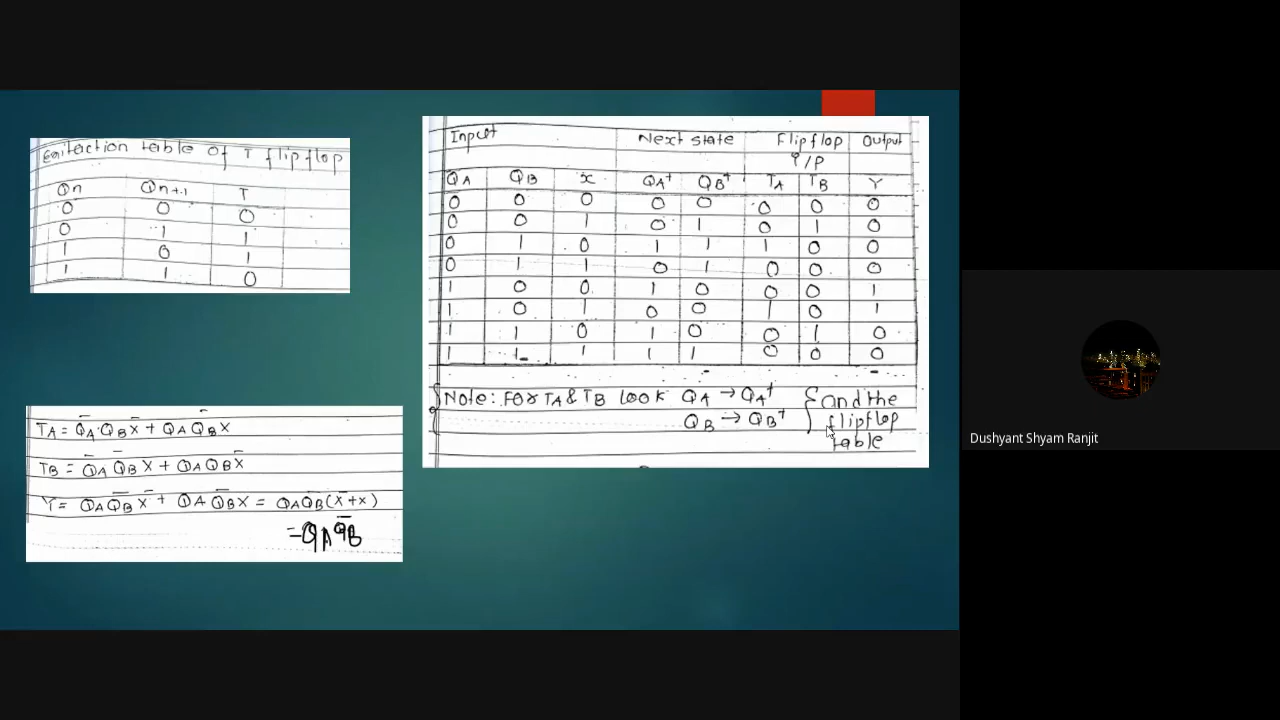 Exitaction table of T flipflop
Qn Qn+1 T
0 0 0
0 1 1
1 0 1
1 1 0
TA = Q̅A QB x̅ + QA Q̅B x
TB = Q̅A Q̅B x + QA QB x̅
Y = QA Q̅B x̅ + QA Q̅B x = QA Q̅B (x̅ + x)
= QA Q̅B
Input Next state Flipflop Output
I/P
QA QB x QA+ QB+ TA TB Y
0 0 0 0 0 0 0 0
0 0 1 0 1 0 1 0
0 1 0 1 1 1 0 0
0 1 1 0 1 0 0 0
1 0 0 1 0 0 0 1
1 0 1 0 0 1 0 1
1 1 0 1 0 0 1 0
1 1 1 1 1 0 0 0
Note: For TA & TB look QA → QA+ } and the
QB → QB+ flipflop
table
Dushyant Shyam Ranjit